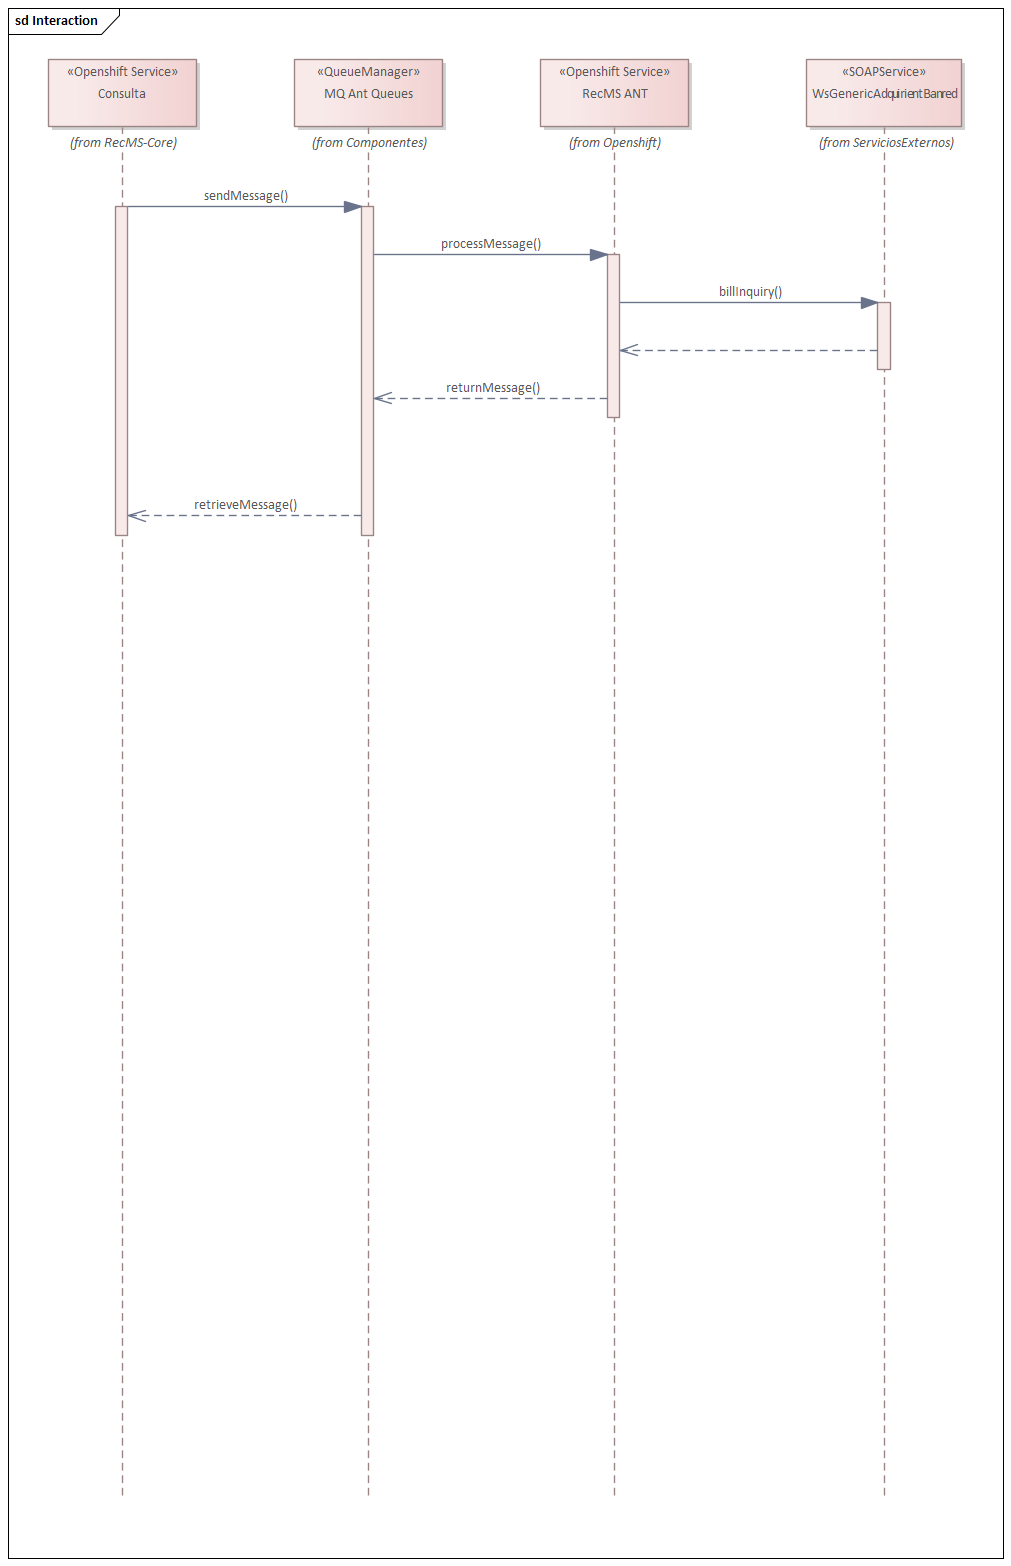 sd Interaction
«Openshift Service»
Consulta
(from RecMS-Core)
«QueueManager»
MQ Ant Queues
(from Componentes)
«Openshift Service»
RecMS ANT
(from Openshift)
«SOAPService»
WsGenericAdquirientBanred
(from ServiciosExternos)
sendMessage()
processMessage()
billInquiry()
returnMessage()
retrieveMessage()